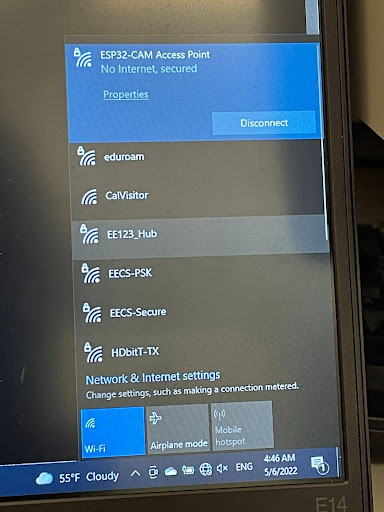 ESP32-CAM Access Point
No Internet, secured
Properties
Disconnect
eduroam
CalVisitor
EE123_Hub
EECS-PSK
EECS-Secure
HDbitT-TX
Network & Internet settings
Change settings, such as making a connection metered.
Wi-Fi
Airplane mode
Mobile
hotspot
55°F Cloudy
ENG
4:46 AM
5/6/2022
1
E14